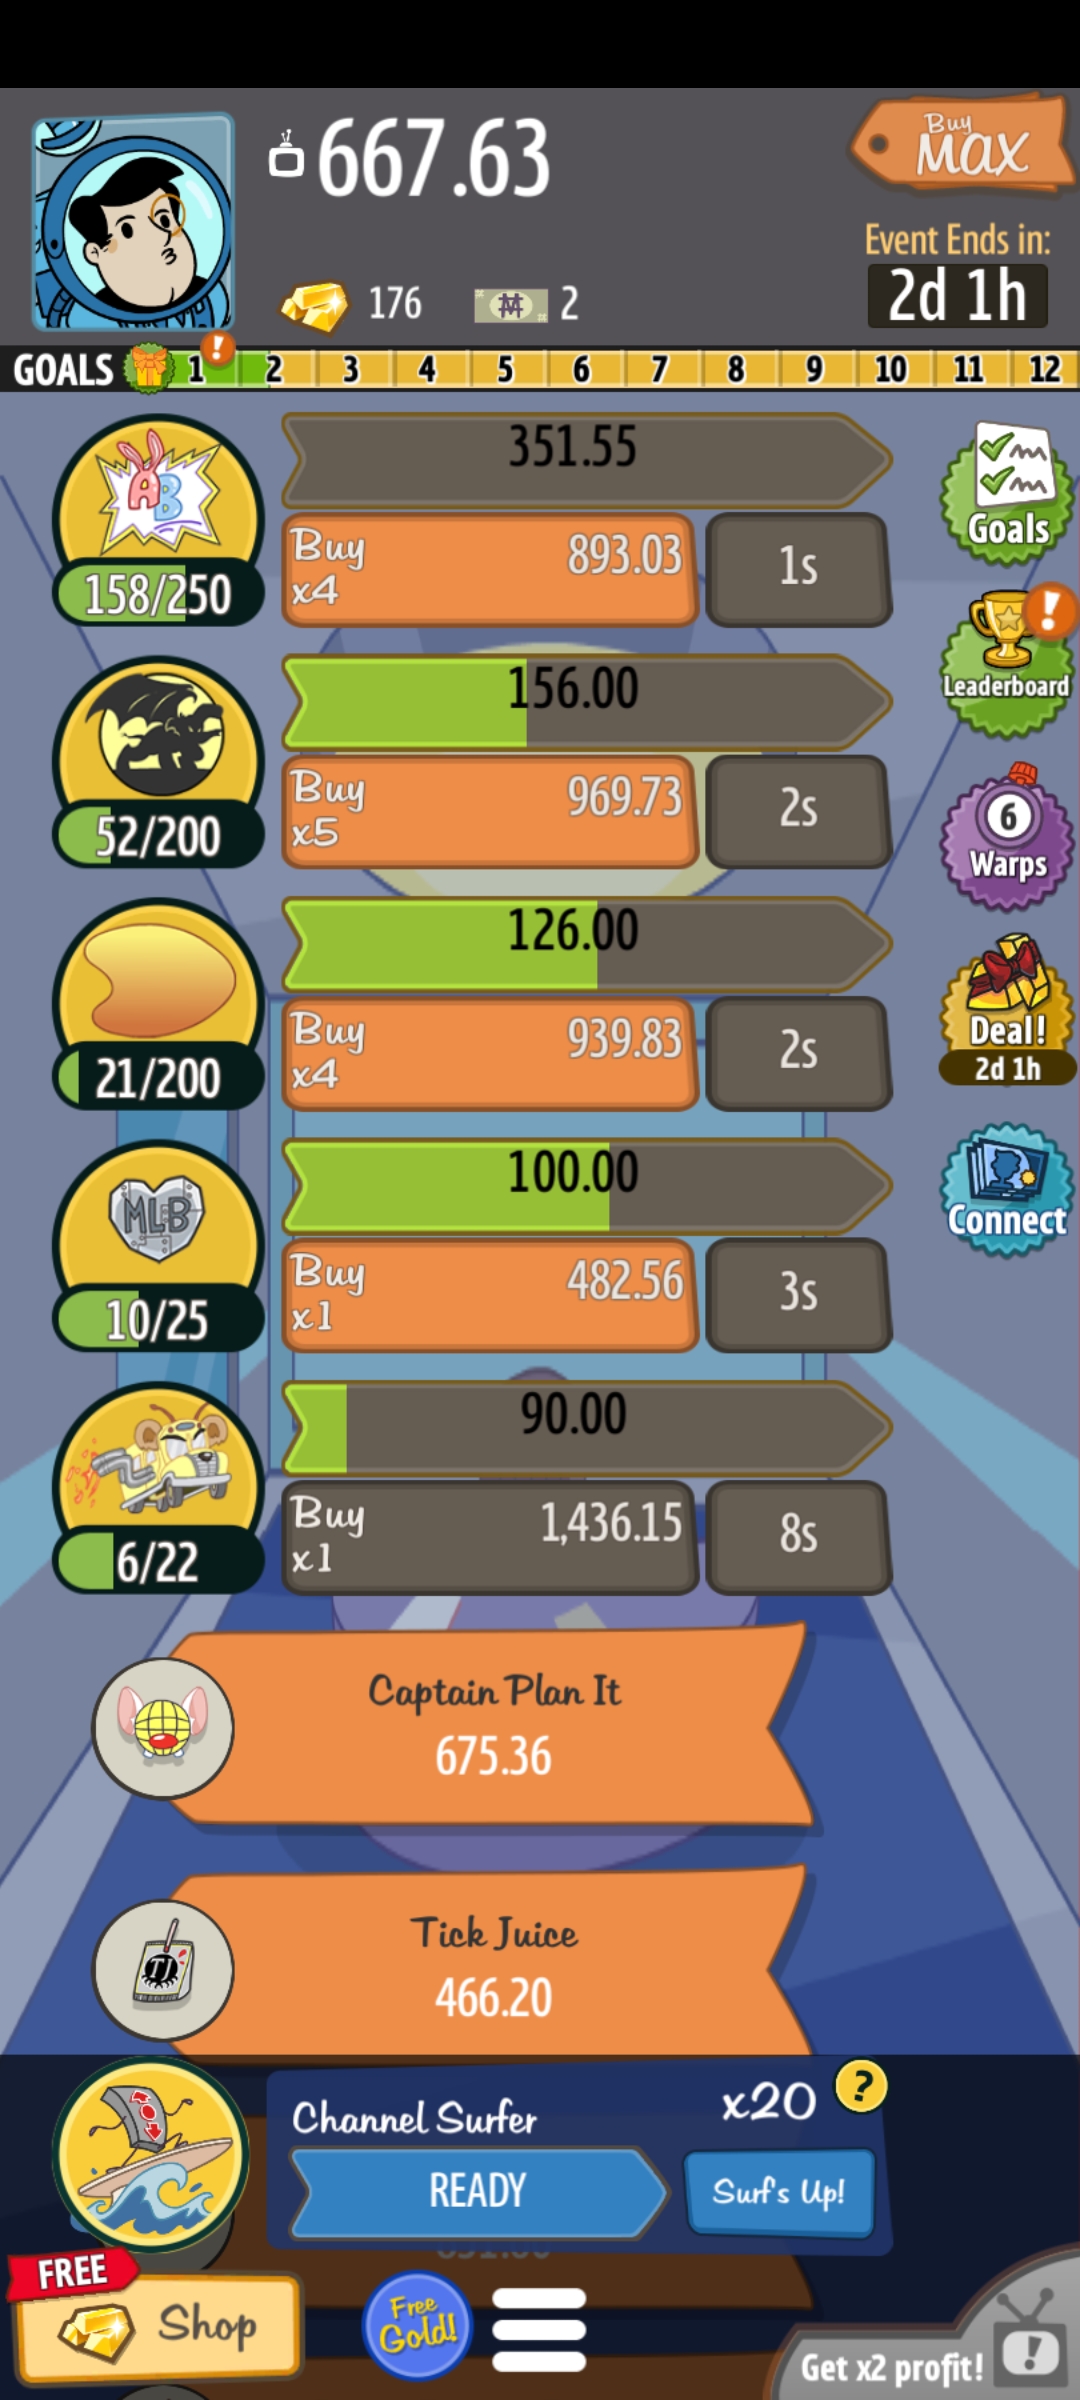 667.63
Buy
MAX
Event Ends in:
2d 1h
176
2
GOALS 1 ! 2 3 4 5 6 7 8 9 10 11 12
AB
158/250
351.55
Buy
x4
893.03
1s
Goals
52/200
156.00
Buy
x5
969.73
2s
!
Leaderboard
21/200
126.00
Buy
x4
939.83
2s
6
Warps
Deal!
2d 1h
MLB
10/25
100.00
Buy
x1
482.56
3s
Connect
6/22
90.00
Buy
x1
1,436.15
8s
Captain Plan It
675.36
TJ
Tick Juice
466.20
Channel Surfer
x20
?
READY
Surf's Up!
FREE
Shop
Free
Gold!
Get x2 profit!
!